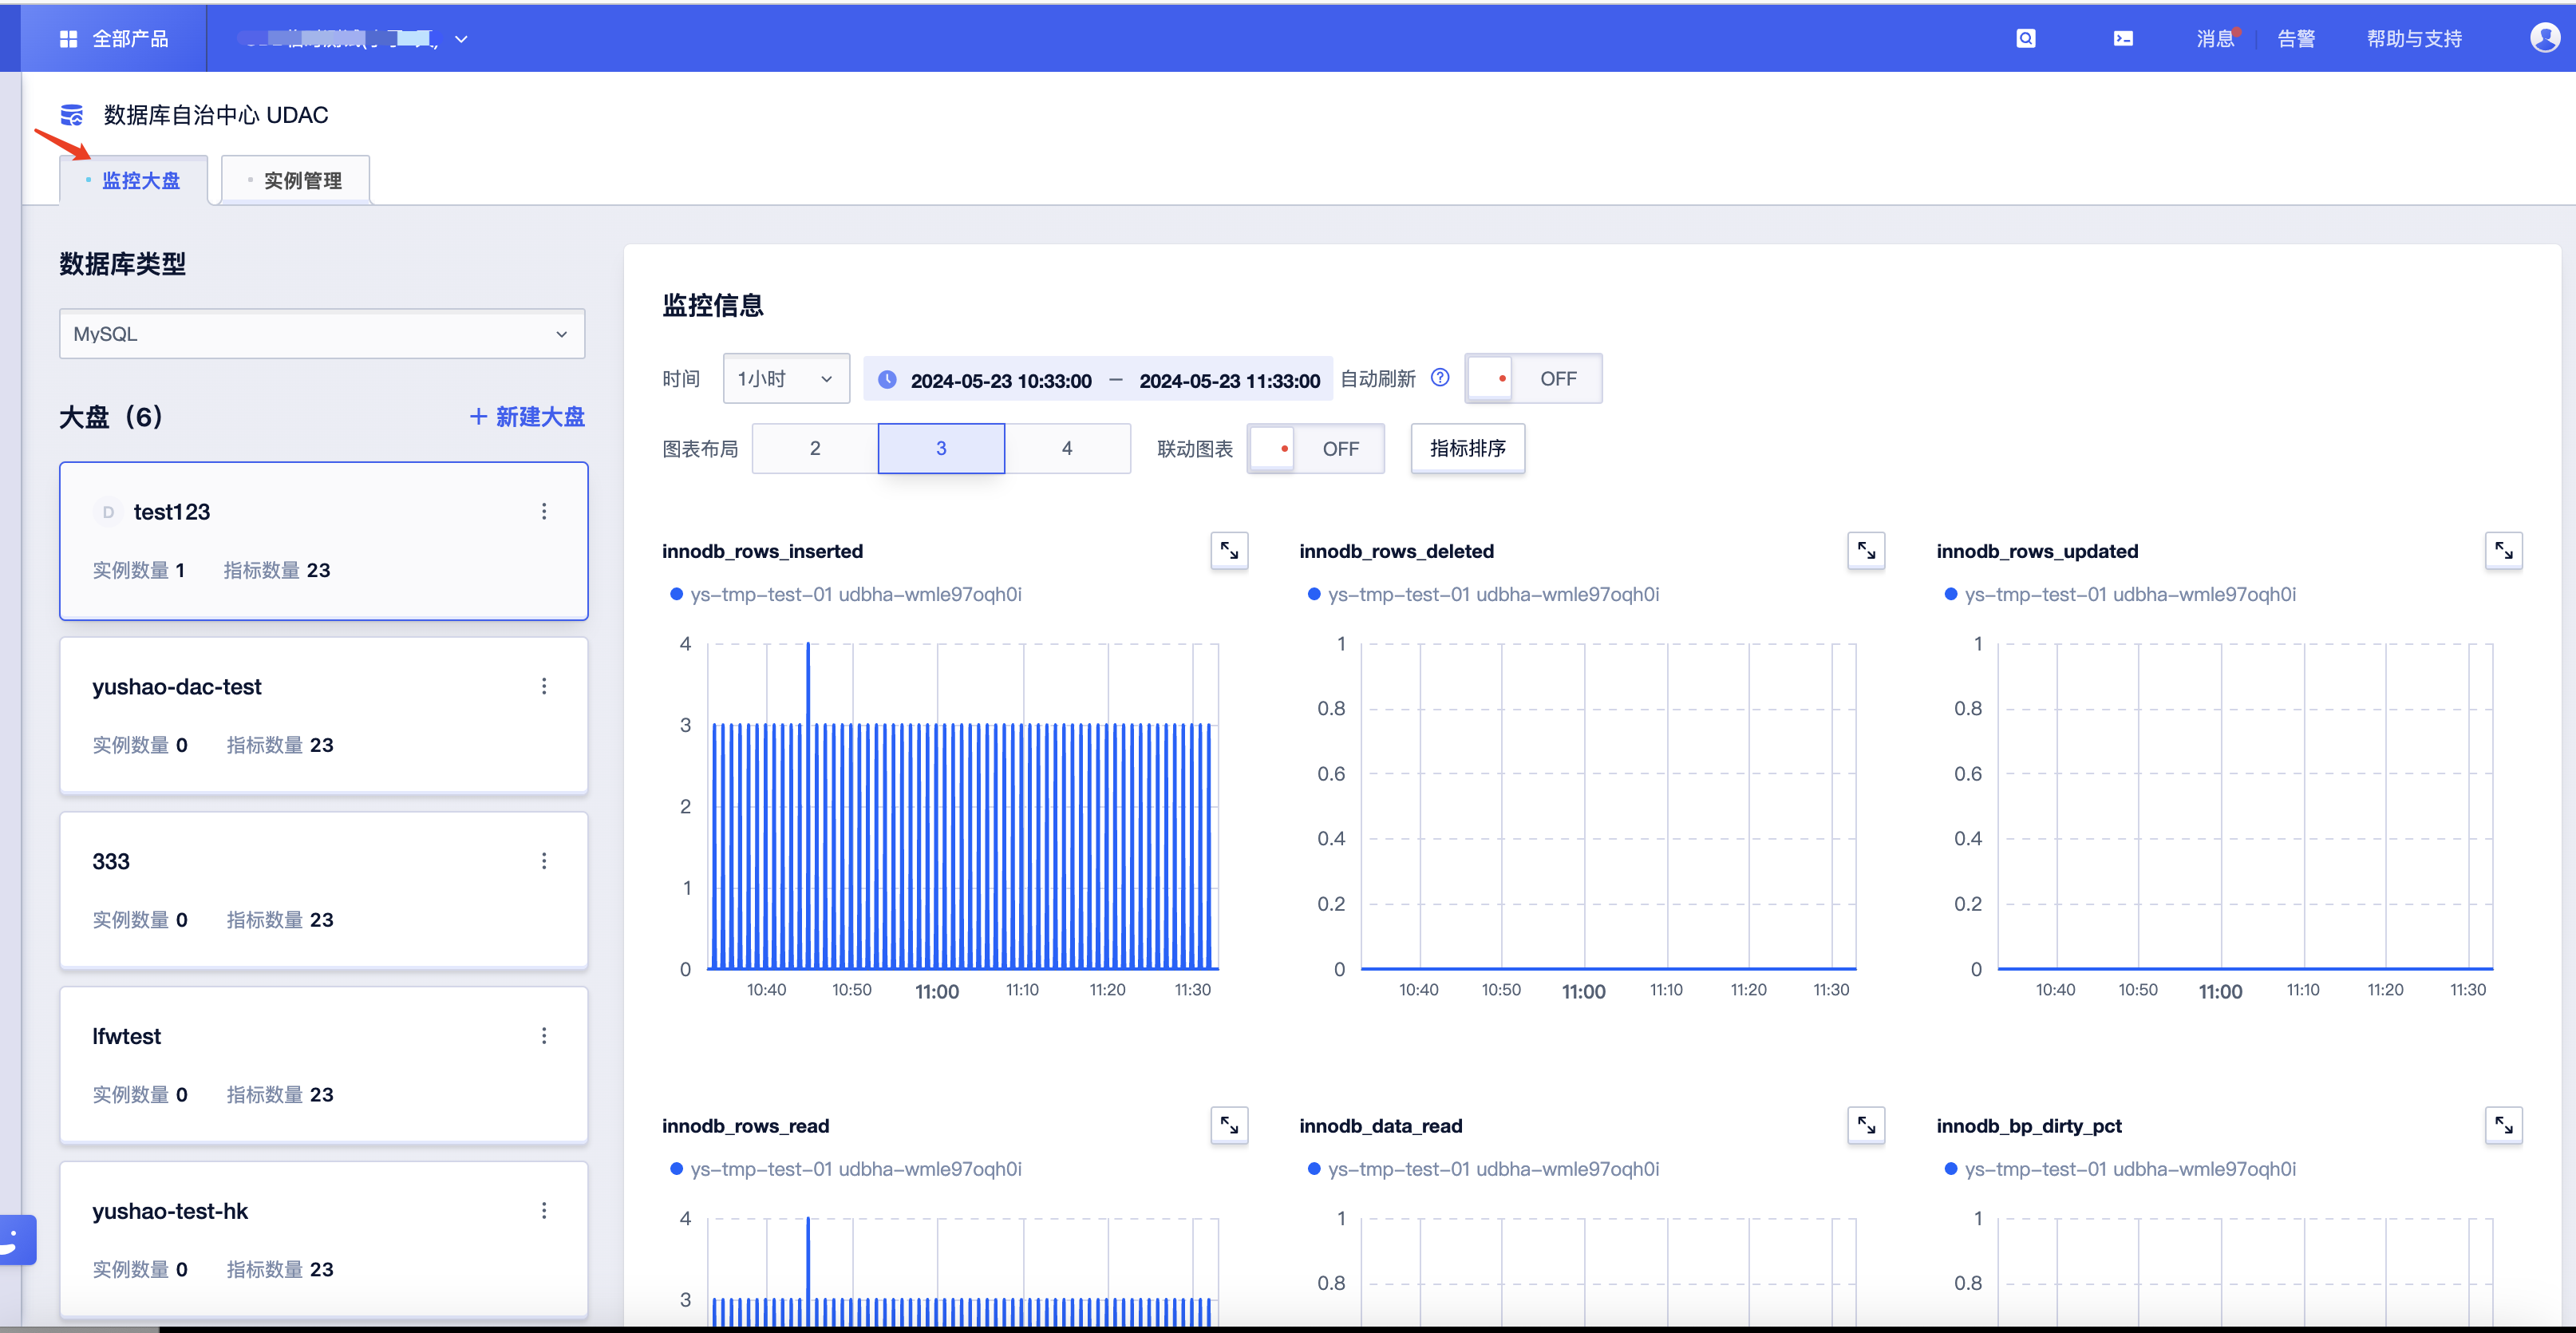 全部产品
消息
告警
帮助与支持
数据库自治中心 UDAC
监控大盘
实例管理
数据库类型
MySQL
大盘（6）
+ 新建大盘
D test123
实例数量 1 指标数量 23
yushao-dac-test
实例数量 0 指标数量 23
333
实例数量 0 指标数量 23
lfwtest
实例数量 0 指标数量 23
yushao-test-hk
实例数量 0 指标数量 23
监控信息
时间 1小时 2024-05-23 10:33:00 — 2024-05-23 11:33:00 自动刷新 ? OFF
图表布局 2 3 4 联动图表 OFF 指标排序
innodb_rows_inserted
ys-tmp-test-01 udbha-wmle97oqh0i
4
3
2
1
0
10:40 10:50 11:00 11:10 11:20 11:30
innodb_rows_deleted
ys-tmp-test-01 udbha-wmle97oqh0i
1
0.8
0.6
0.4
0.2
0
10:40 10:50 11:00 11:10 11:20 11:30
innodb_rows_updated
ys-tmp-test-01 udbha-wmle97oqh0i
1
0.8
0.6
0.4
0.2
0
10:40 10:50 11:00 11:10 11:20 11:30
innodb_rows_read
ys-tmp-test-01 udbha-wmle97oqh0i
4
3
innodb_data_read
ys-tmp-test-01 udbha-wmle97oqh0i
1
0.8
innodb_bp_dirty_pct
ys-tmp-test-01 udbha-wmle97oqh0i
1
0.8